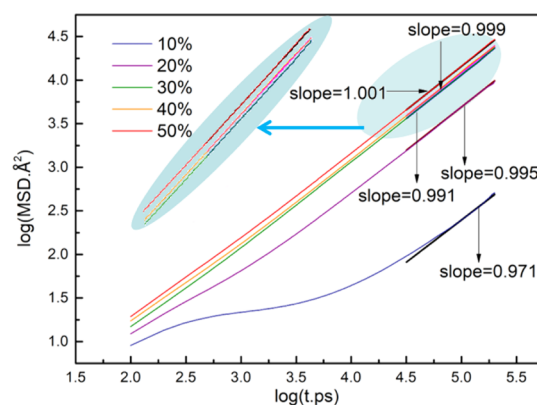 4.5
4.0
3.5
3.0
2.5
2.0
1.5
1.0
log(MSD.Å²)
10%
20%
30%
40%
50%
slope=0.999
slope=1.001
slope=0.991
slope=0.995
slope=0.971
1.5 2.0 2.5 3.0 3.5 4.0 4.5 5.0 5.5
log(t.ps)